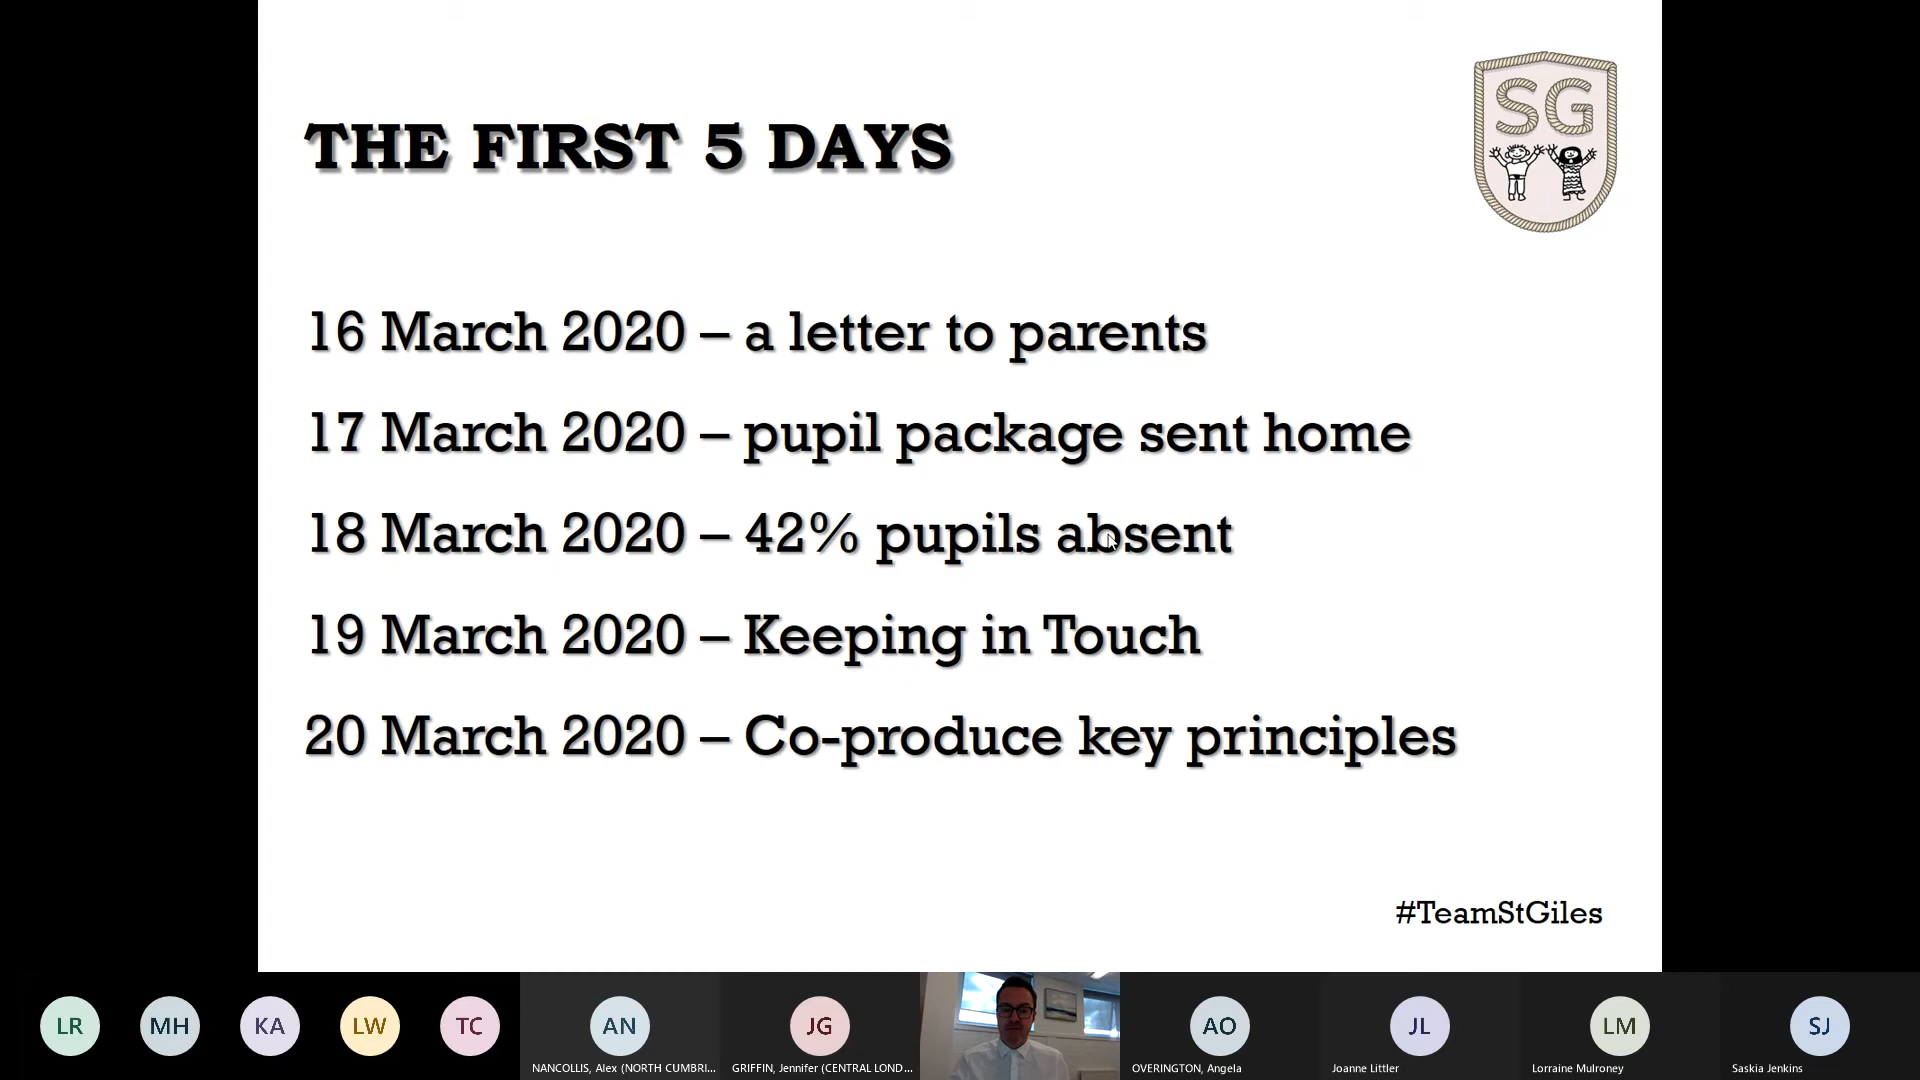 SG
THE FIRST 5 DAYS
16 March 2020 – a letter to parents
17 March 2020 – pupil package sent home
18 March 2020 – 42% pupils absent
19 March 2020 – Keeping in Touch
20 March 2020 – Co-produce key principles
#TeamStGiles
LR MH KA LW TC AN JG AO JL LM SJ
NANCOLLIS, Alex (NORTH CUMBRI... GRIFFIN, Jennifer (CENTRAL LOND... OVERINGTON, Angela Joanne Littler Lorraine Mulroney Saskia Jenkins